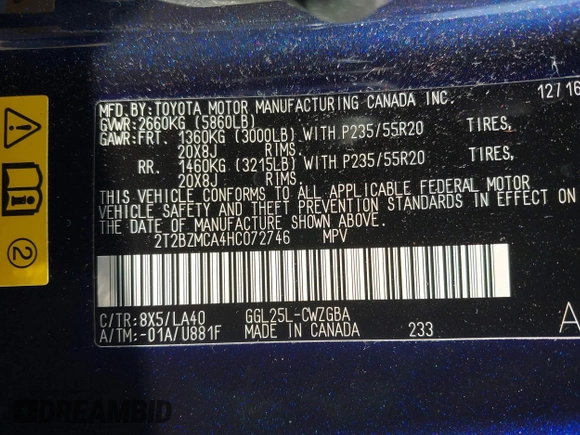 MFD. BY: TOYOTA MOTOR MANUFACTURING CANADA INC. 12/16
GVWR: 2660KG (5860LB)
GAWR: FRT. 1360KG (3000LB) WITH P235/55R20 TIRES,
20X8J RIMS,
RR. 1460KG (3215LB) WITH P235/55R20 TIRES,
20X8J RIMS.
THIS VEHICLE CONFORMS TO ALL APPLICABLE FEDERAL MOTOR
VEHICLE SAFETY AND THEFT PREVENTION STANDARDS IN EFFECT ON
THE DATE OF MANUFACTURE SHOWN ABOVE.
2T2BZMCA4HC072746 MPV
C/TR: 8X5/LA40 GGL25L-CWZGBA A
A/TM: -01A/U881F MADE IN CANADA 233
2
DREAMBID